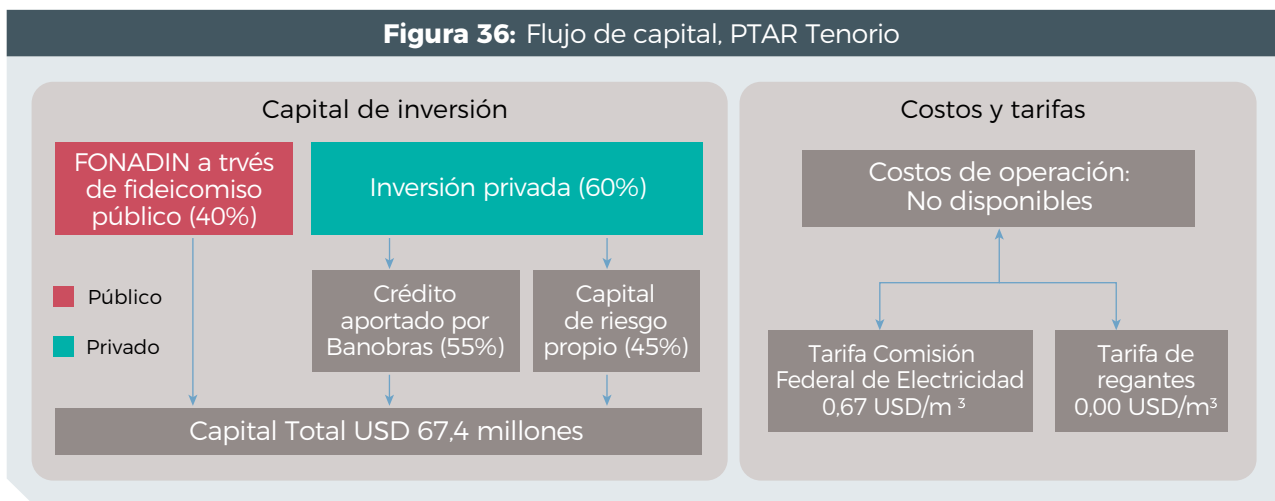 Figura 36: Flujo de capital, PTAR Tenorio
Capital de inversión
FONADIN a trvés
de fideicomiso
público (40%)
Inversión privada (60%)
Público
Privado
Crédito
aportado por
Banobras (55%)
Capital
de riesgo
propio (45%)
Capital Total USD 67,4 millones
Costos y tarifas
Costos de operación:
No disponibles
Tarifa Comisión
Federal de Electricidad
0,67 USD/m ³
Tarifa de
regantes
0,00 USD/m³